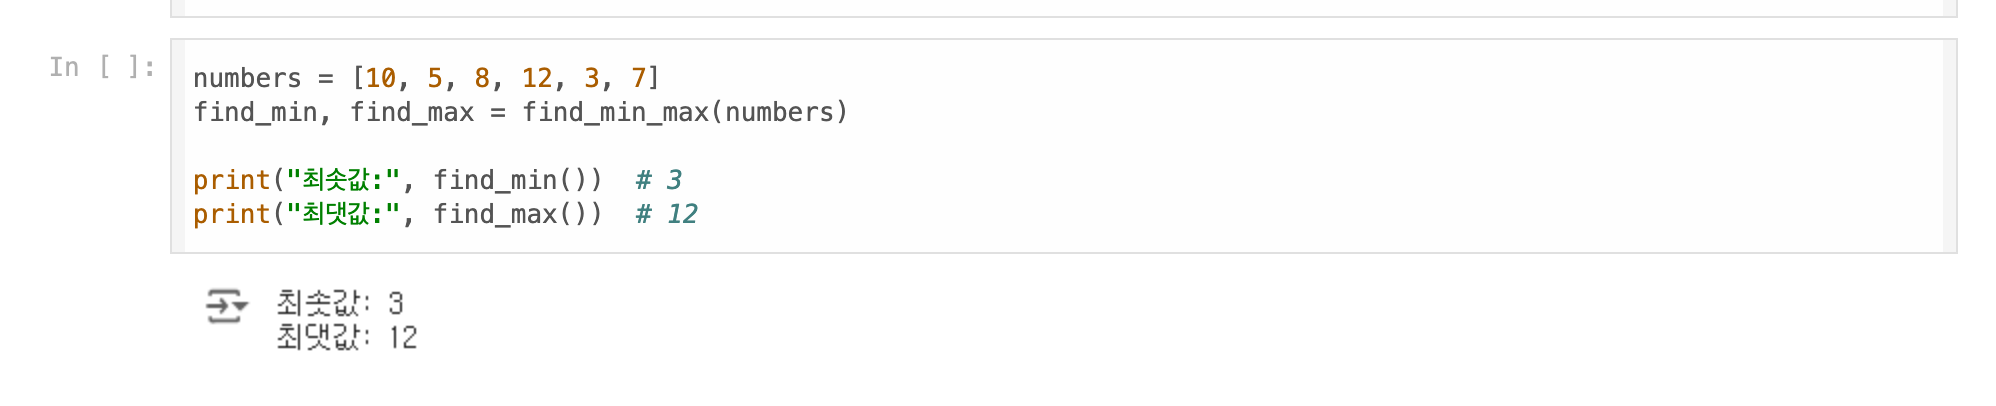 In [ ]:
numbers = [10, 5, 8, 12, 3, 7]
find_min, find_max = find_min_max(numbers)
print("최솟값:", find_min())  # 3
print("최댓값:", find_max())  # 12
최솟값: 3
최댓값: 12